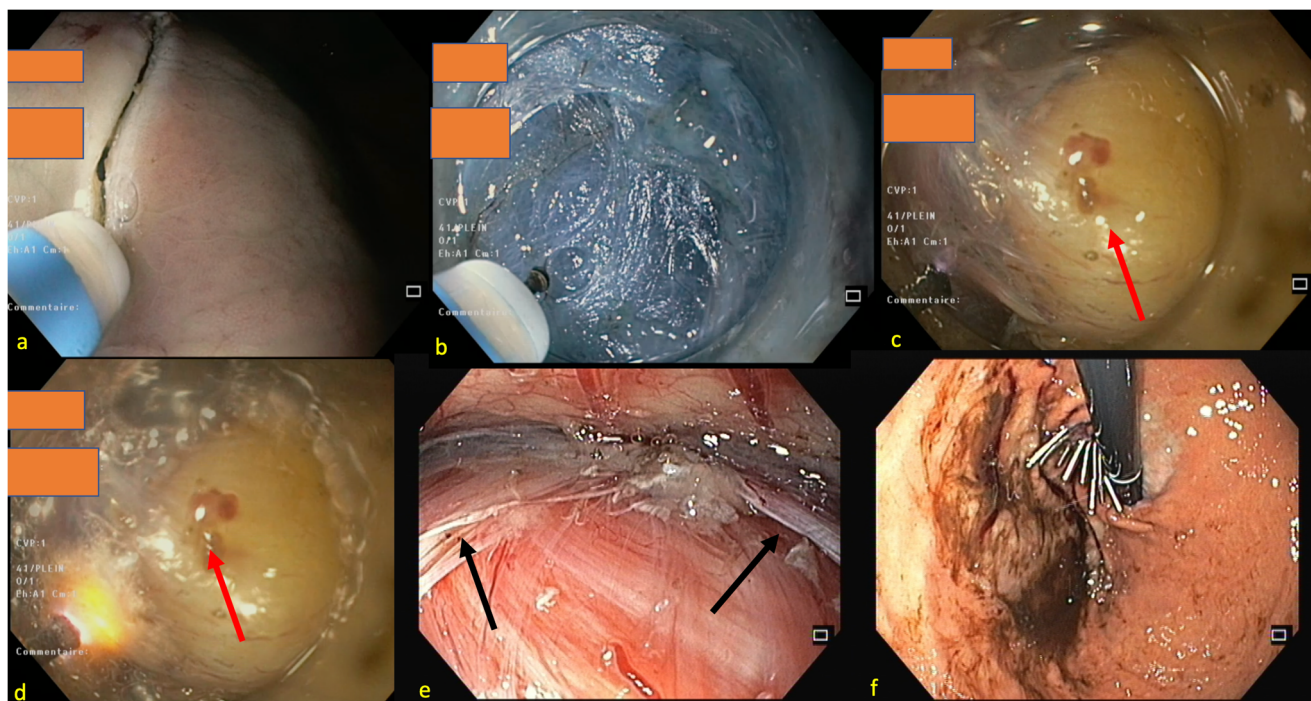 CVP:1
41/PLEIN
0/1
Eh:A1 Cm:
Commentaire:
a
CVP:1
41/PLEIN
0/1
Eh:A1 Cm:1
Commentaire:
b
CVP:1
41/PLEIN
0/1
Eh:A1 Cm:1
Commentaire:
c
CVP:1
41/PLEIN
0/1
Eh:A1 Cm:
Commentaire:
d
e
f